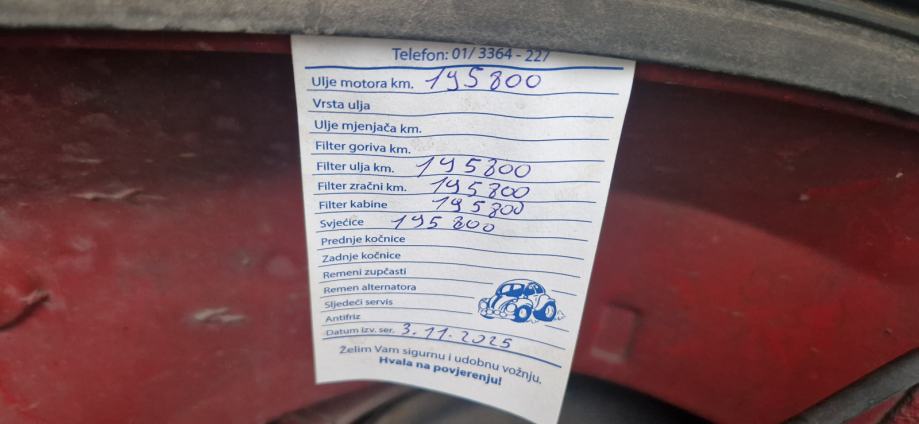 Telefon: 01/ 3364 - 227
Ulje motora km. 195800
Vrsta ulja
Ulje mjenjača km.
Filter goriva km.
Filter ulja km. 195800
Filter zračni km. 195800
Filter kabine 195800
Svjećice 195800
Prednje kočnice
Zadnje kočnice
Remeni zupčasti
Remen alternatora
Sljedeći servis
Antifriz
Datum izv. ser. 3.11.2025
Želim Vam sigurnu i udobnu vožnju.
Hvala na povjerenju!